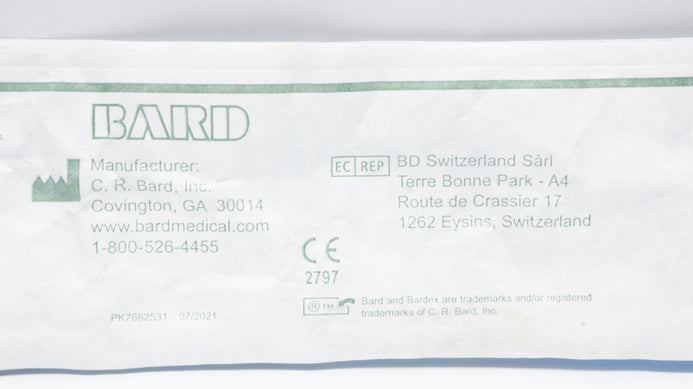 s.
BARD
Manufacturer:
C. R. Bard, Inc.
Covington, GA 30014
www.bardmedical.com
1-800-526-4455
EC REP
BD Switzerland Sàrl
Terre Bonne Park - A4
Route de Crassier 17
1262 Eysins, Switzerland
CE
2797
® TM
Bard and Bardex are trademarks and/or registered
trademarks of C. R. Bard, Inc.
PK7662531 07/2021